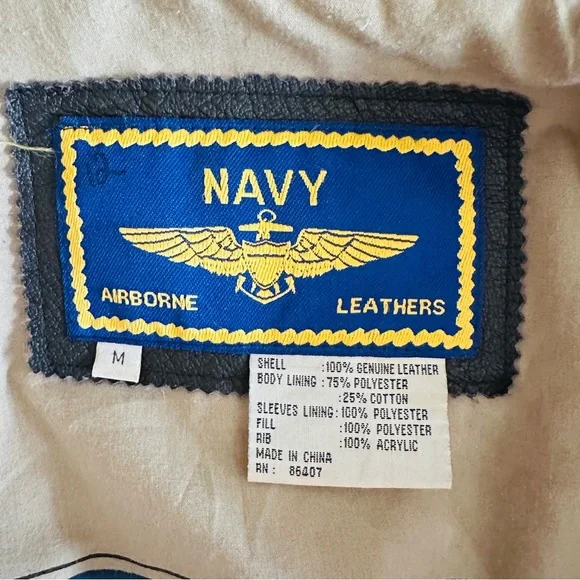 12
NAVY
AIRBORNE LEATHERS
M
SHELL :100% GENUINE LEATHER
BODY LINING :75% POLYESTER
:25% COTTON
SLEEVES LINING:100% POLYESTER
FILL :100% POLYESTER
RIB :100% ACRYLIC
MADE IN CHINA
RN: 86407